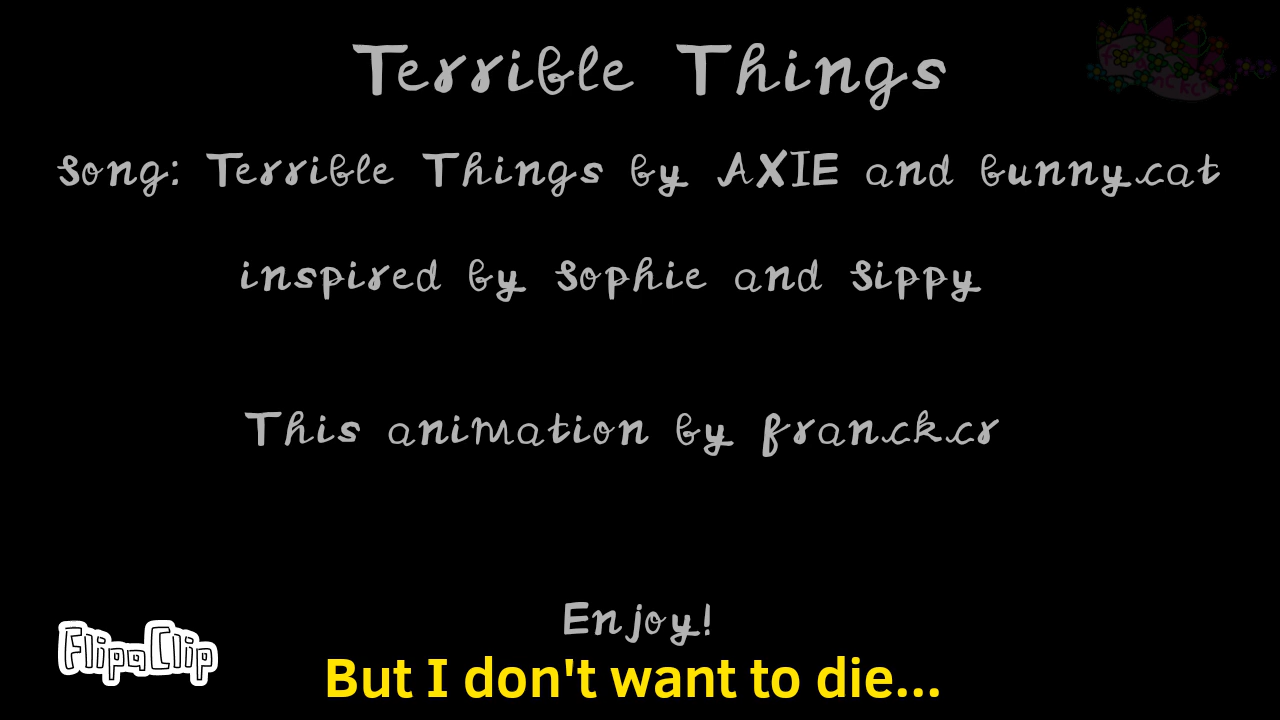 Terrible Things
Song: Terrible Things by AXIE and bunny.cat
inspired by Sophie and Sippy
This animation by franck.cr
Enjoy!
FlipaClip
But I don't want to die...